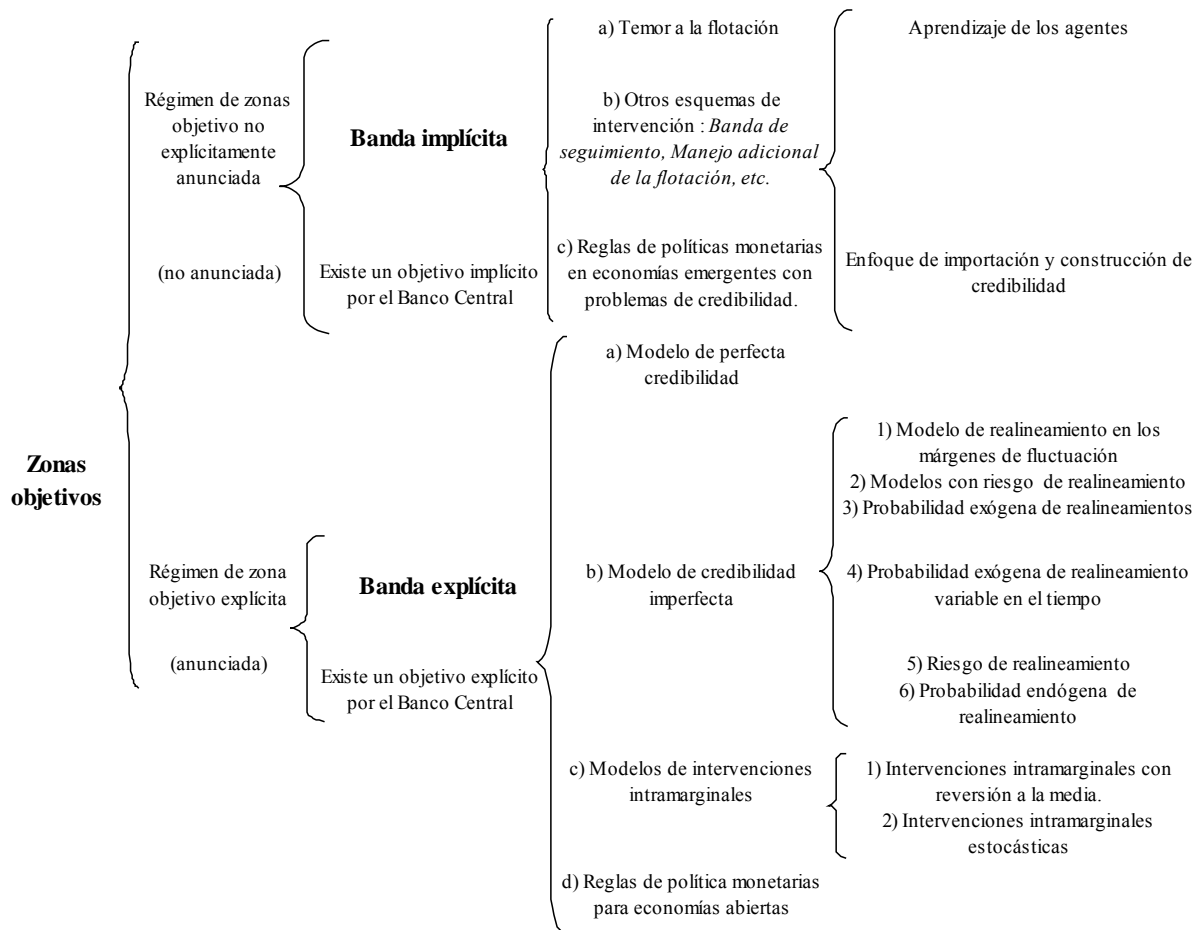 Zonas
objetivos
Régimen de zonas
objetivo no
explícitamente
anunciada
(no anunciada)
Banda implícita
Existe un objetivo implícito
por el Banco Central
a) Temor a la flotación
b) Otros esquemas de
intervención : Banda de
seguimiento, Manejo adicional
de la flotación, etc.
c) Reglas de políticas monetarias
en economías emergentes con
problemas de credibilidad.
Aprendizaje de los agentes
Enfoque de importación y construcción de
credibilidad
Régimen de zona
objetivo explícita
(anunciada)
Banda explícita
Existe un objetivo explícito
por el Banco Central
a) Modelo de perfecta
credibilidad
b) Modelo de credibilidad
imperfecta
1) Modelo de realineamiento en los
márgenes de fluctuación
2) Modelos con riesgo de realineamiento
3) Probabilidad exógena de realineamientos
4) Probabilidad exógena de realineamiento
variable en el tiempo
5) Riesgo de realineamiento
6) Probabilidad endógena de
realineamiento
c) Modelos de intervenciones
intramarginales
1) Intervenciones intramarginales con
reversión a la media.
2) Intervenciones intramarginales
estocásticas
d) Reglas de política monetarias
para economías abiertas